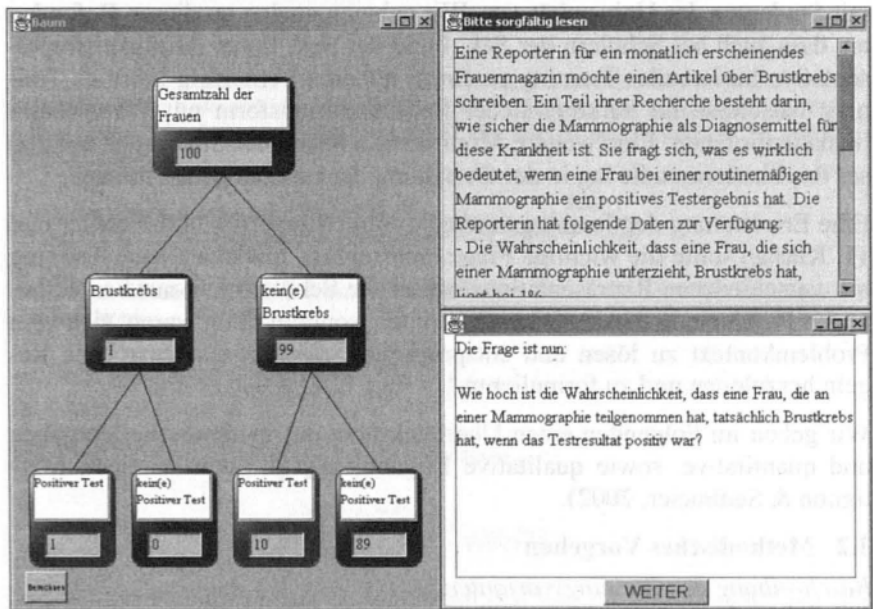 Baum
Gesamtzahl der
Frauen
100
Brustkrebs
1
kein(e)
Brustkrebs
99
Positiver Test
1
kein(e)
Positiver Test
0
Positiver Test
10
kein(e)
Positiver Test
89
Bitte sorgfältig lesen
Eine Reporterin für ein monatlich erscheinendes
Frauenmagazin möchte einen Artikel über Brustkrebs
schreiben. Ein Teil ihrer Recherche besteht darin,
wie sicher die Mammographie als Diagnosemittel für
diese Krankheit ist. Sie fragt sich, was es wirklich
bedeutet, wenn eine Frau bei einer routinemäßigen
Mammographie ein positives Testergebnis hat. Die
Reporterin hat folgende Daten zur Verfügung:
- Die Wahrscheinlichkeit, dass eine Frau, die sich
einer Mammographie unterzieht, Brustkrebs hat,
liegt bei 1%
Die Frage ist nun:
Wie hoch ist die Wahrscheinlichkeit, dass eine Frau, die an
einer Mammographie teilgenommen hat, tatsächlich Brustkrebs
hat, wenn das Testresultat positiv war?
WEITER